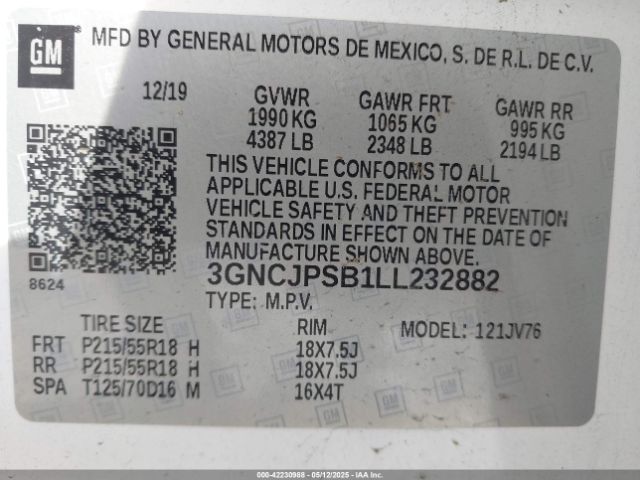 GM
MFD BY GENERAL MOTORS DE MEXICO, S. DE R.L. DE C.V.
12/19 GVWR GAWR FRT GAWR RR
1990 KG 1065 KG 995 KG
4387 LB 2348 LB 2194 LB
THIS VEHICLE CONFORMS TO ALL
APPLICABLE U.S. FEDERAL MOTOR
VEHICLE SAFETY AND THEFT PREVENTION
STANDARDS IN EFFECT ON THE DATE OF
MANUFACTURE SHOWN ABOVE.
8624
3GNCJPSB1LL232882
TYPE: M.P.V.
TIRE SIZE RIM MODEL: 121JV76
FRT P215/55R18 H 18X7.5J
RR P215/55R18 H 18X7.5J
SPA T125/70D16 M 16X4T
000-42230988 - 05/12/2025 - IAAI.com